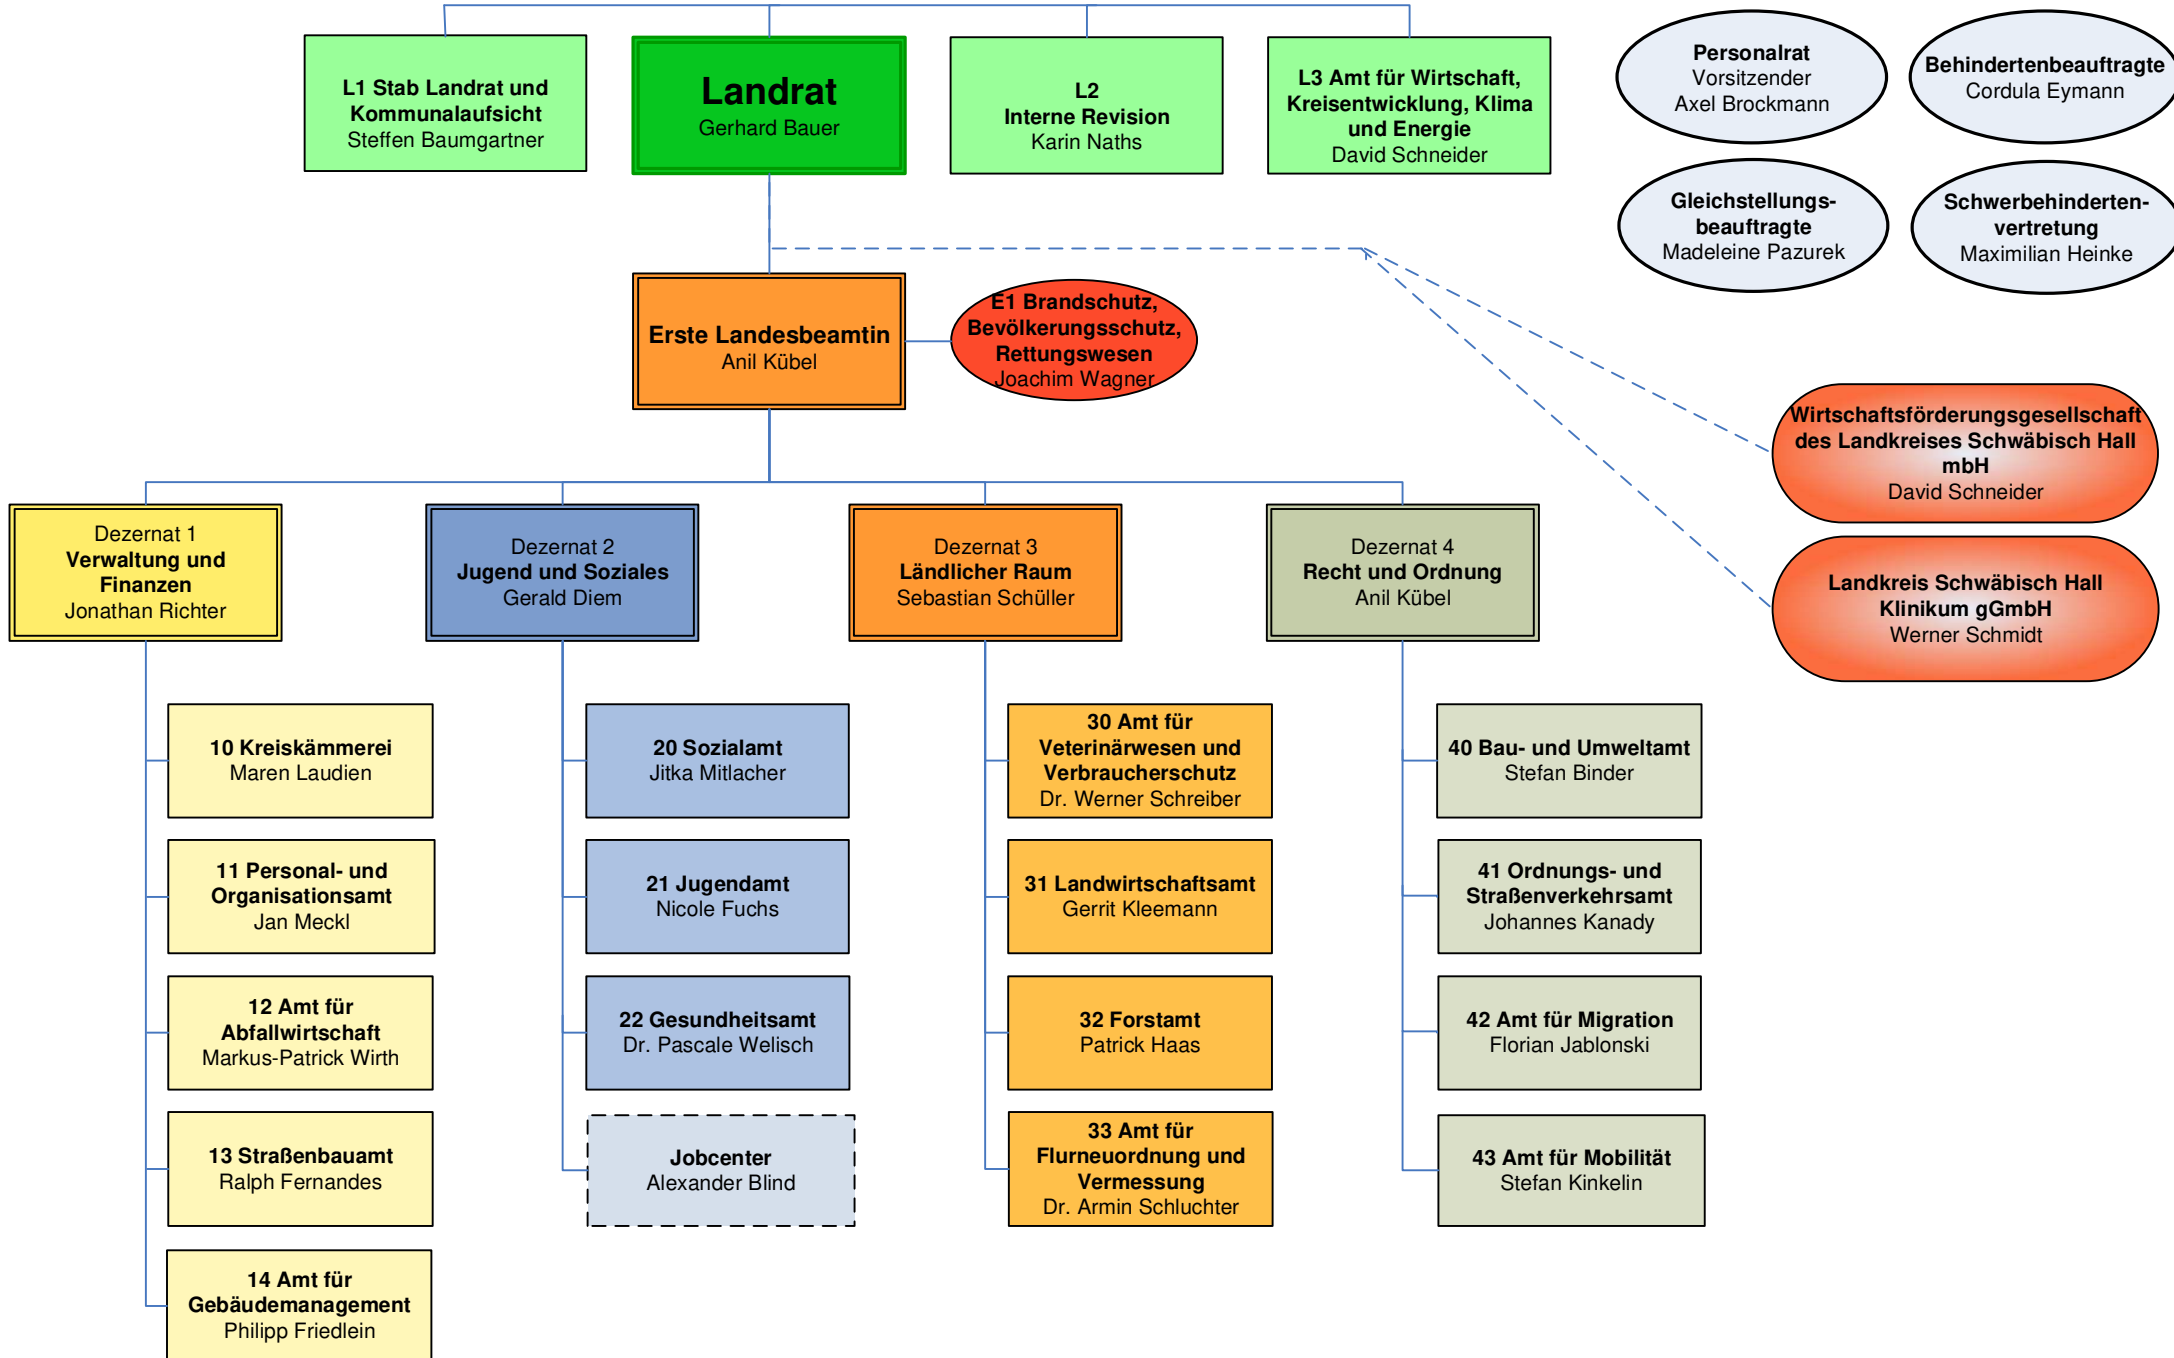 L1 Stab Landrat und
Kommunalaufsicht
Steffen Baumgartner
Landrat
Gerhard Bauer
L2
Interne Revision
Karin Naths
L3 Amt für Wirtschaft,
Kreisentwicklung, Klima
und Energie
David Schneider
Personalrat
Vorsitzender
Axel Brockmann
Behindertenbeauftragte
Cordula Eymann
Gleichstellungs-
beauftragte
Madeleine Pazurek
Schwerbehinderten-
vertretung
Maximilian Heinke
Erste Landesbeamtin
Anil Kübel
E1 Brandschutz,
Bevölkerungsschutz,
Rettungswesen
Joachim Wagner
Wirtschaftsförderungsgesellschaft
des Landkreises Schwäbisch Hall
mbH
David Schneider
Landkreis Schwäbisch Hall
Klinikum gGmbH
Werner Schmidt
Dezernat 1
Verwaltung und
Finanzen
Jonathan Richter
Dezernat 2
Jugend und Soziales
Gerald Diem
Dezernat 3
Ländlicher Raum
Sebastian Schüller
Dezernat 4
Recht und Ordnung
Anil Kübel
10 Kreiskämmerei
Maren Laudien
11 Personal- und
Organisationsamt
Jan Meckl
12 Amt für
Abfallwirtschaft
Markus-Patrick Wirth
13 Straßenbauamt
Ralph Fernandes
14 Amt für
Gebäudemanagement
Philipp Friedlein
20 Sozialamt
Jitka Mitlacher
21 Jugendamt
Nicole Fuchs
22 Gesundheitsamt
Dr. Pascale Welisch
Jobcenter
Alexander Blind
30 Amt für
Veterinärwesen und
Verbraucherschutz
Dr. Werner Schreiber
31 Landwirtschaftsamt
Gerrit Kleemann
32 Forstamt
Patrick Haas
33 Amt für
Flurneuordnung und
Vermessung
Dr. Armin Schluchter
40 Bau- und Umweltamt
Stefan Binder
41 Ordnungs- und
Straßenverkehrsamt
Johannes Kanady
42 Amt für Migration
Florian Jablonski
43 Amt für Mobilität
Stefan Kinkelin